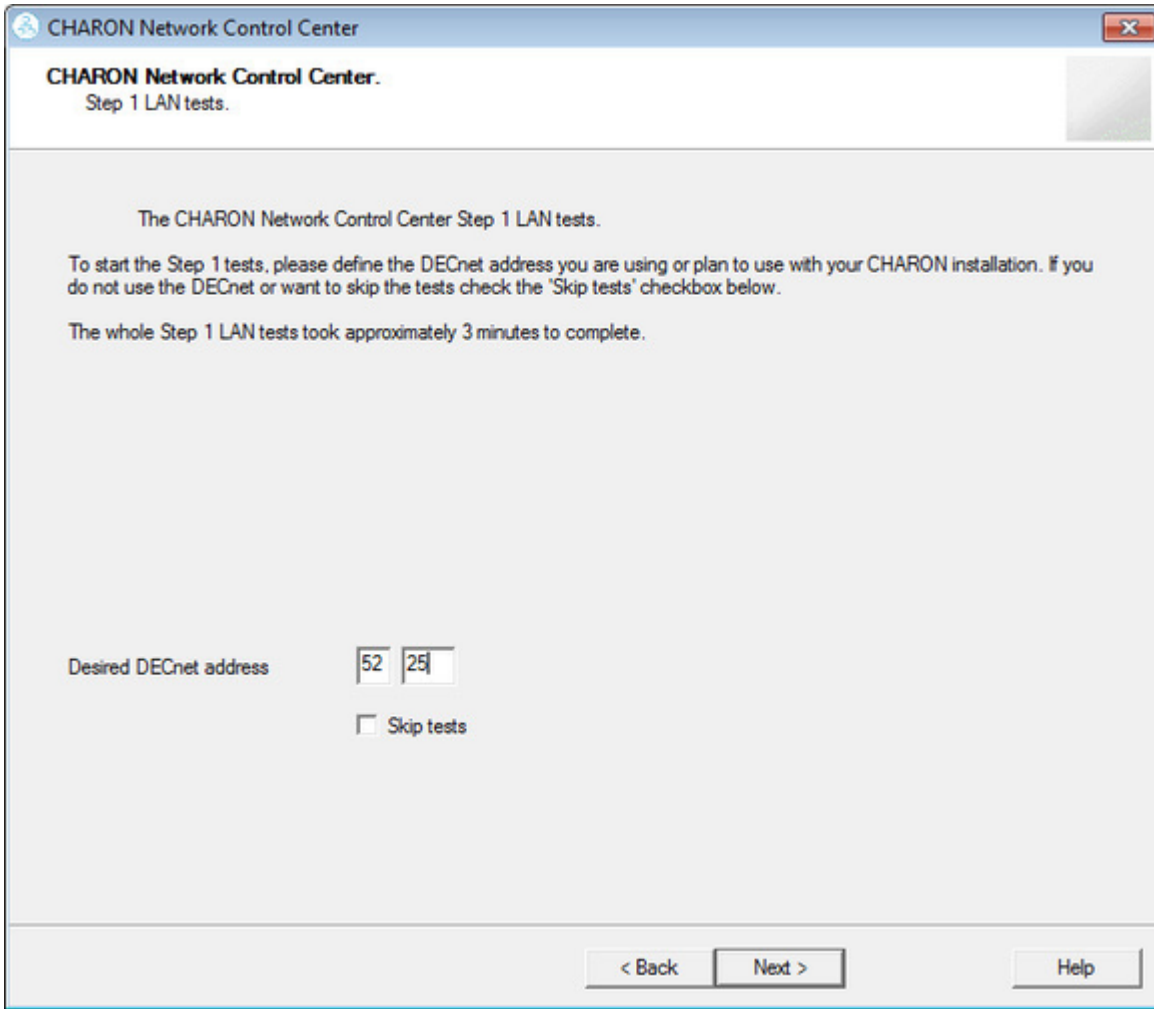 CHARON Network Control Center
CHARON Network Control Center.
Step 1 LAN tests.
The CHARON Network Control Center Step 1 LAN tests.
To start the Step 1 tests, please define the DECnet address you are using or plan to use with your CHARON installation. If you
do not use the DECnet or want to skip the tests check the 'Skip tests' checkbox below.
The whole Step 1 LAN tests took approximately 3 minutes to complete.
Desired DECnet address 52 25
Skip tests
< Back Next > Help